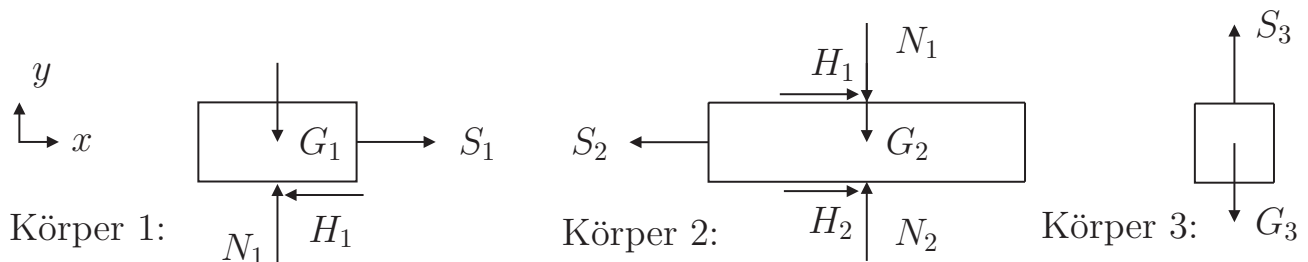 y
x
G₁
S₁
N₁
H₁
Körper 1:
S₂
H₁
N₁
G₂
H₂
N₂
Körper 2:
S₃
G₃
Körper 3: